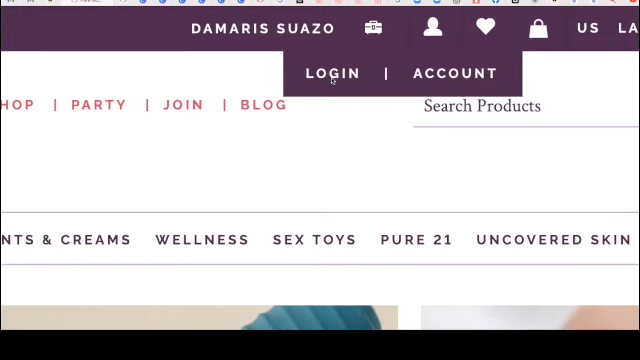 DAMARIS SUAZO US LA
LOGIN | ACCOUNT
HOP | PARTY | JOIN | BLOG Search Products
NTS & CREAMS WELLNESS SEX TOYS PURE 21 UNCOVERED SKIN